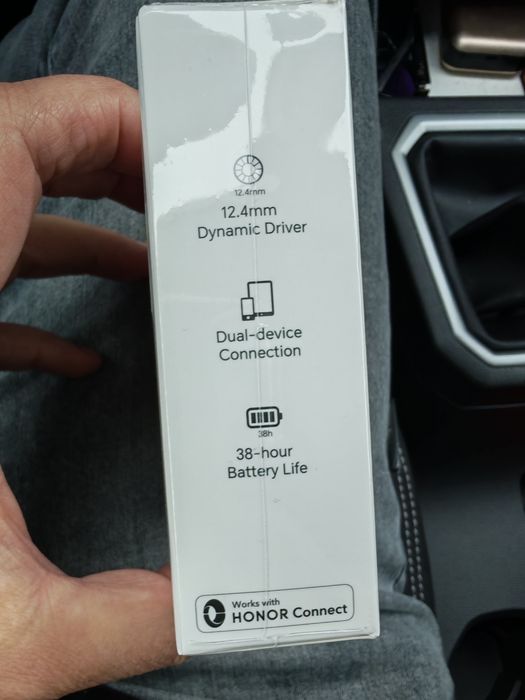 12.4mm
12.4mm
Dynamic Driver
Dual-device
Connection
38h
38-hour
Battery Life
Works with
HONOR Connect